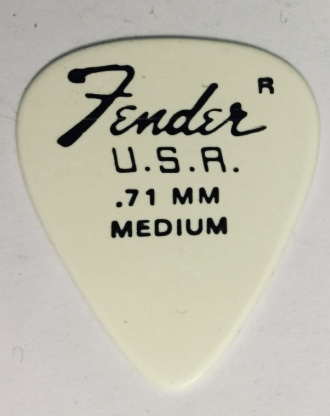 Fender R
U.S.A.
.71 MM
MEDIUM